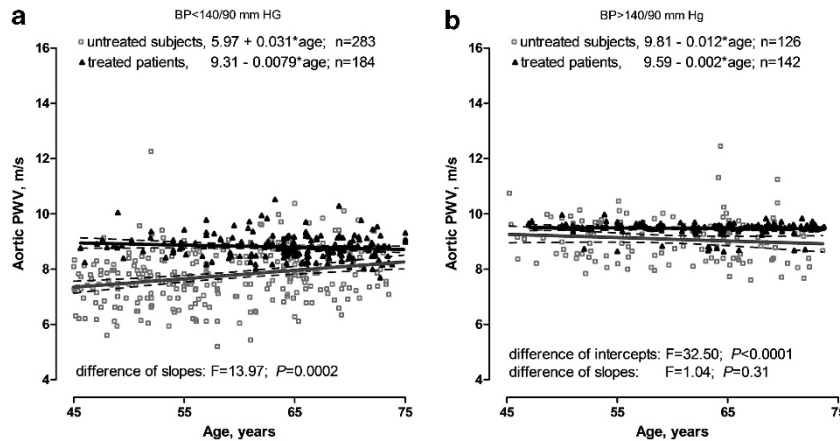 a
BP<140/90 mm HG
untreated subjects, 5.97 + 0.031*age; n=283
treated patients, 9.31 - 0.0079*age; n=184
16
14
12
10
8
6
4
Aortic PWV, m/s
difference of slopes: F=13.97; P=0.0002
45
55
65
75
Age, years
b
BP>140/90 mm Hg
untreated subjects, 9.81 - 0.012*age; n=126
treated patients, 9.59 - 0.002*age; n=142
16
14
12
10
8
6
4
Aortic PWV, m/s
difference of intercepts: F=32.50; P<0.0001
difference of slopes: F=1.04; P=0.31
45
55
65
75
Age, years